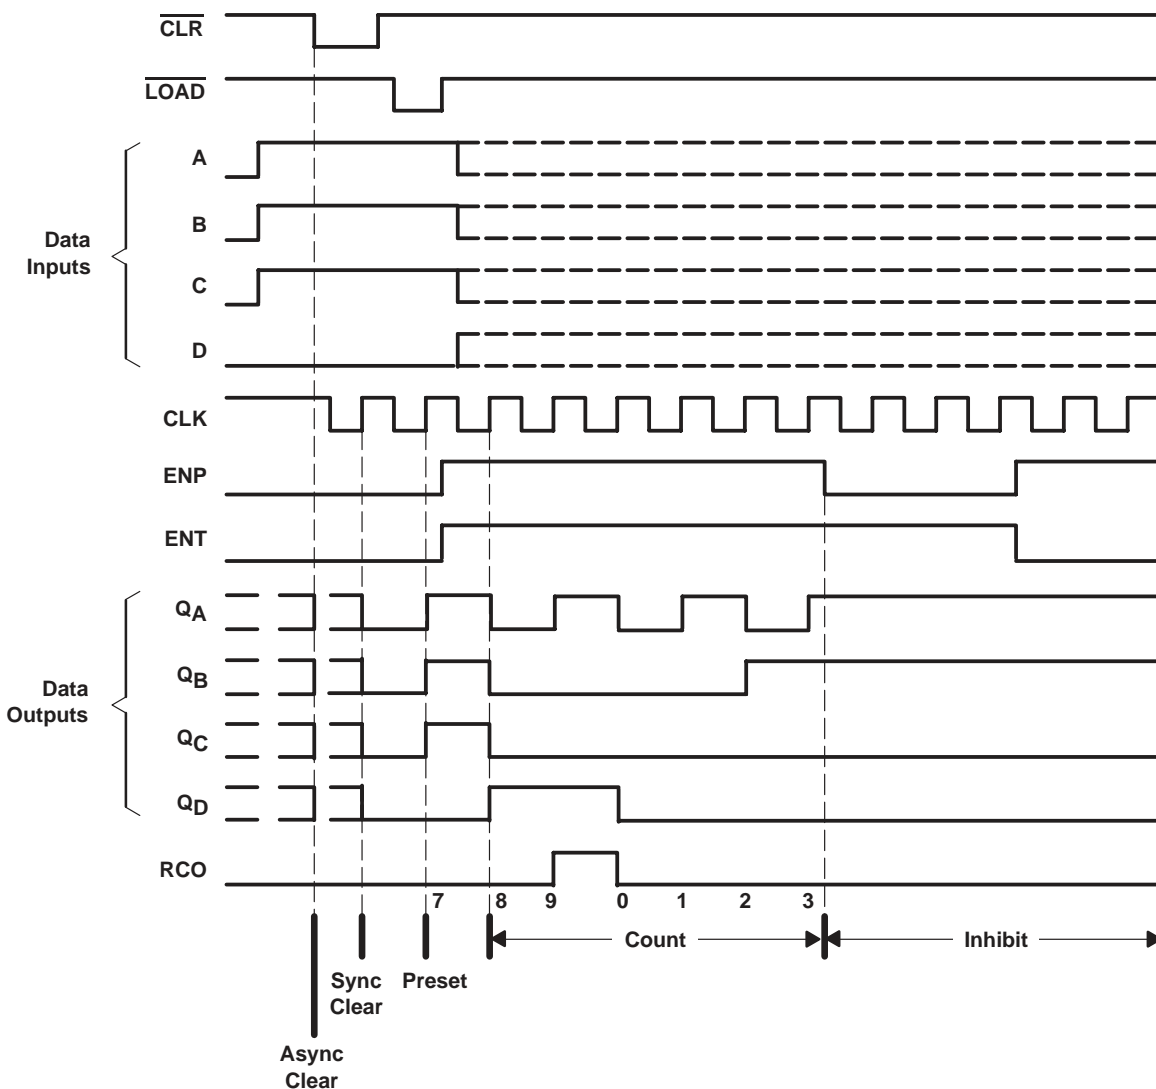 CLR
LOAD
A
B
C
D
Data
Inputs
CLK
ENP
ENT
QA
QB
QC
QD
Data
Outputs
RCO
7 8 9 0 1 2 3
Count Inhibit
Sync
Clear
Preset
Async
Clear